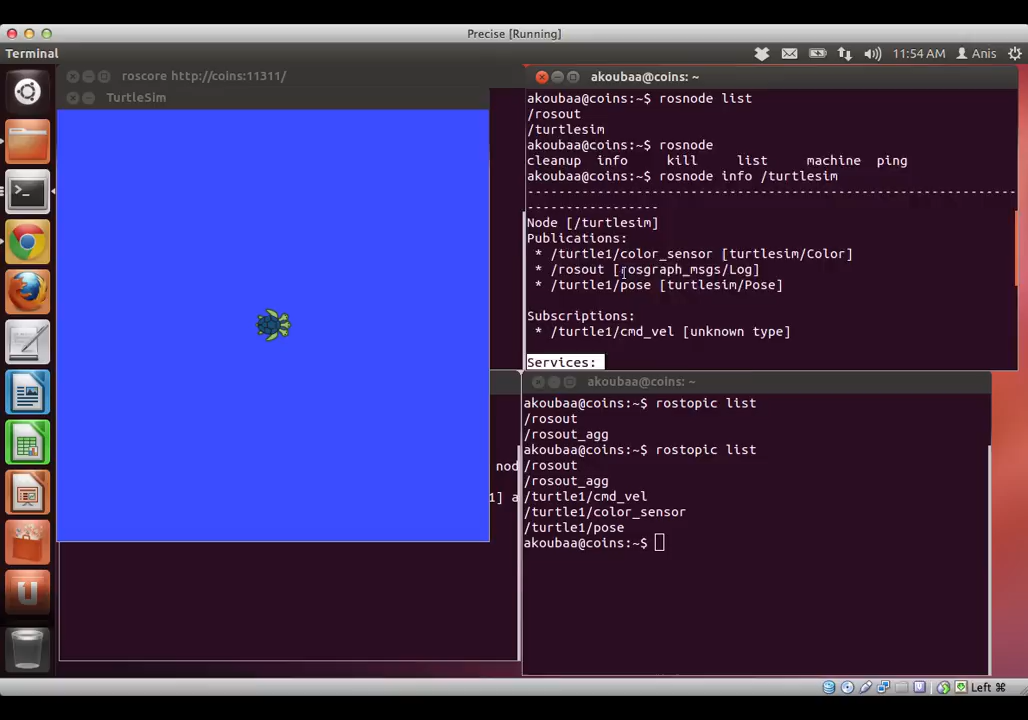 Precise [Running]
Terminal
11:54 AM
Anis
roscore http://coins:11311/
TurtleSim
nod
1] a
akoubaa@coins: ~
akoubaa@coins:~$ rosnode list
/rosout
/turtlesim
akoubaa@coins:~$ rosnode
cleanup info kill list machine ping
akoubaa@coins:~$ rosnode info /turtlesim
--------------------------------------------------------------------------------
Node [/turtlesim]
Publications:
* /turtle1/color_sensor [turtlesim/Color]
* /rosout [rosgraph_msgs/Log]
* /turtle1/pose [turtlesim/Pose]
Subscriptions:
* /turtle1/cmd_vel [unknown type]
Services:
akoubaa@coins: ~
akoubaa@coins:~$ rostopic list
/rosout
/rosout_agg
akoubaa@coins:~$ rostopic list
/rosout
/rosout_agg
/turtle1/cmd_vel
/turtle1/color_sensor
/turtle1/pose
akoubaa@coins:~$
Left ⌘